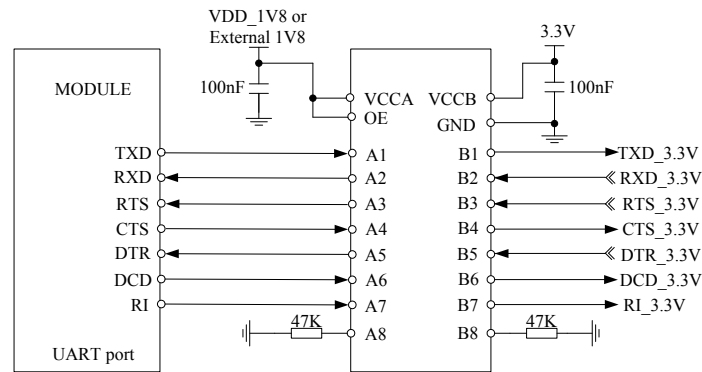 VDD_1V8 or
External 1V8
3.3V
100nF
100nF
MODULE
VCCA VCCB
OE
GND
TXD A1 B1 TXD_3.3V
RXD A2 B2 RXD_3.3V
RTS A3 B3 RTS_3.3V
CTS A4 B4 CTS_3.3V
DTR A5 B5 DTR_3.3V
DCD A6 B6 DCD_3.3V
RI A7 B7 RI_3.3V
47K A8 B8 47K
UART port